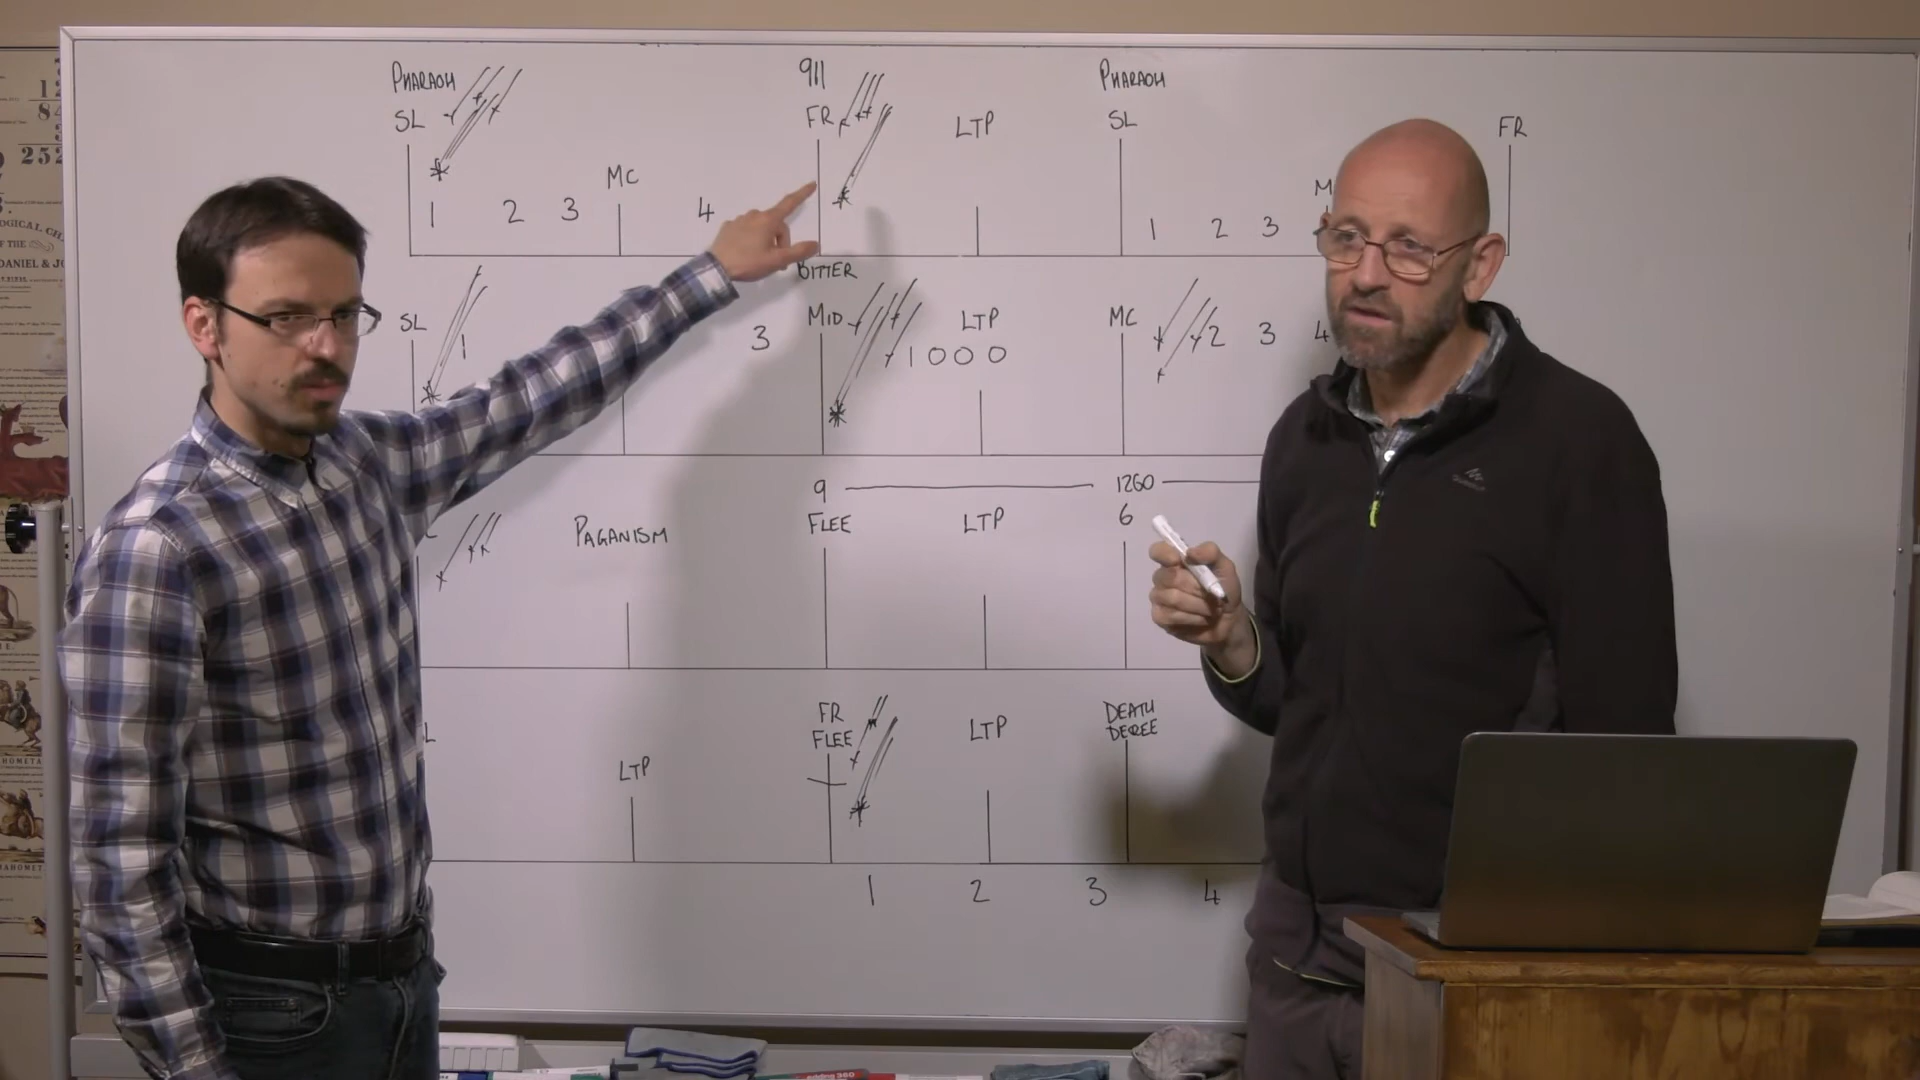 PHARAOH
SL
1 2 3 MC 4
911
FR
LTP
PHARAOH
SL
1 2 3
FR
BITTER
SL
1
3
MID
LTP
1000
MC
2 3 4
PAGANISM
9
FLEE
LTP
1260
6
LTP
FR
FLEE
LTP
DEATH
DECREE
1 2 3 4
252
DANIEL &